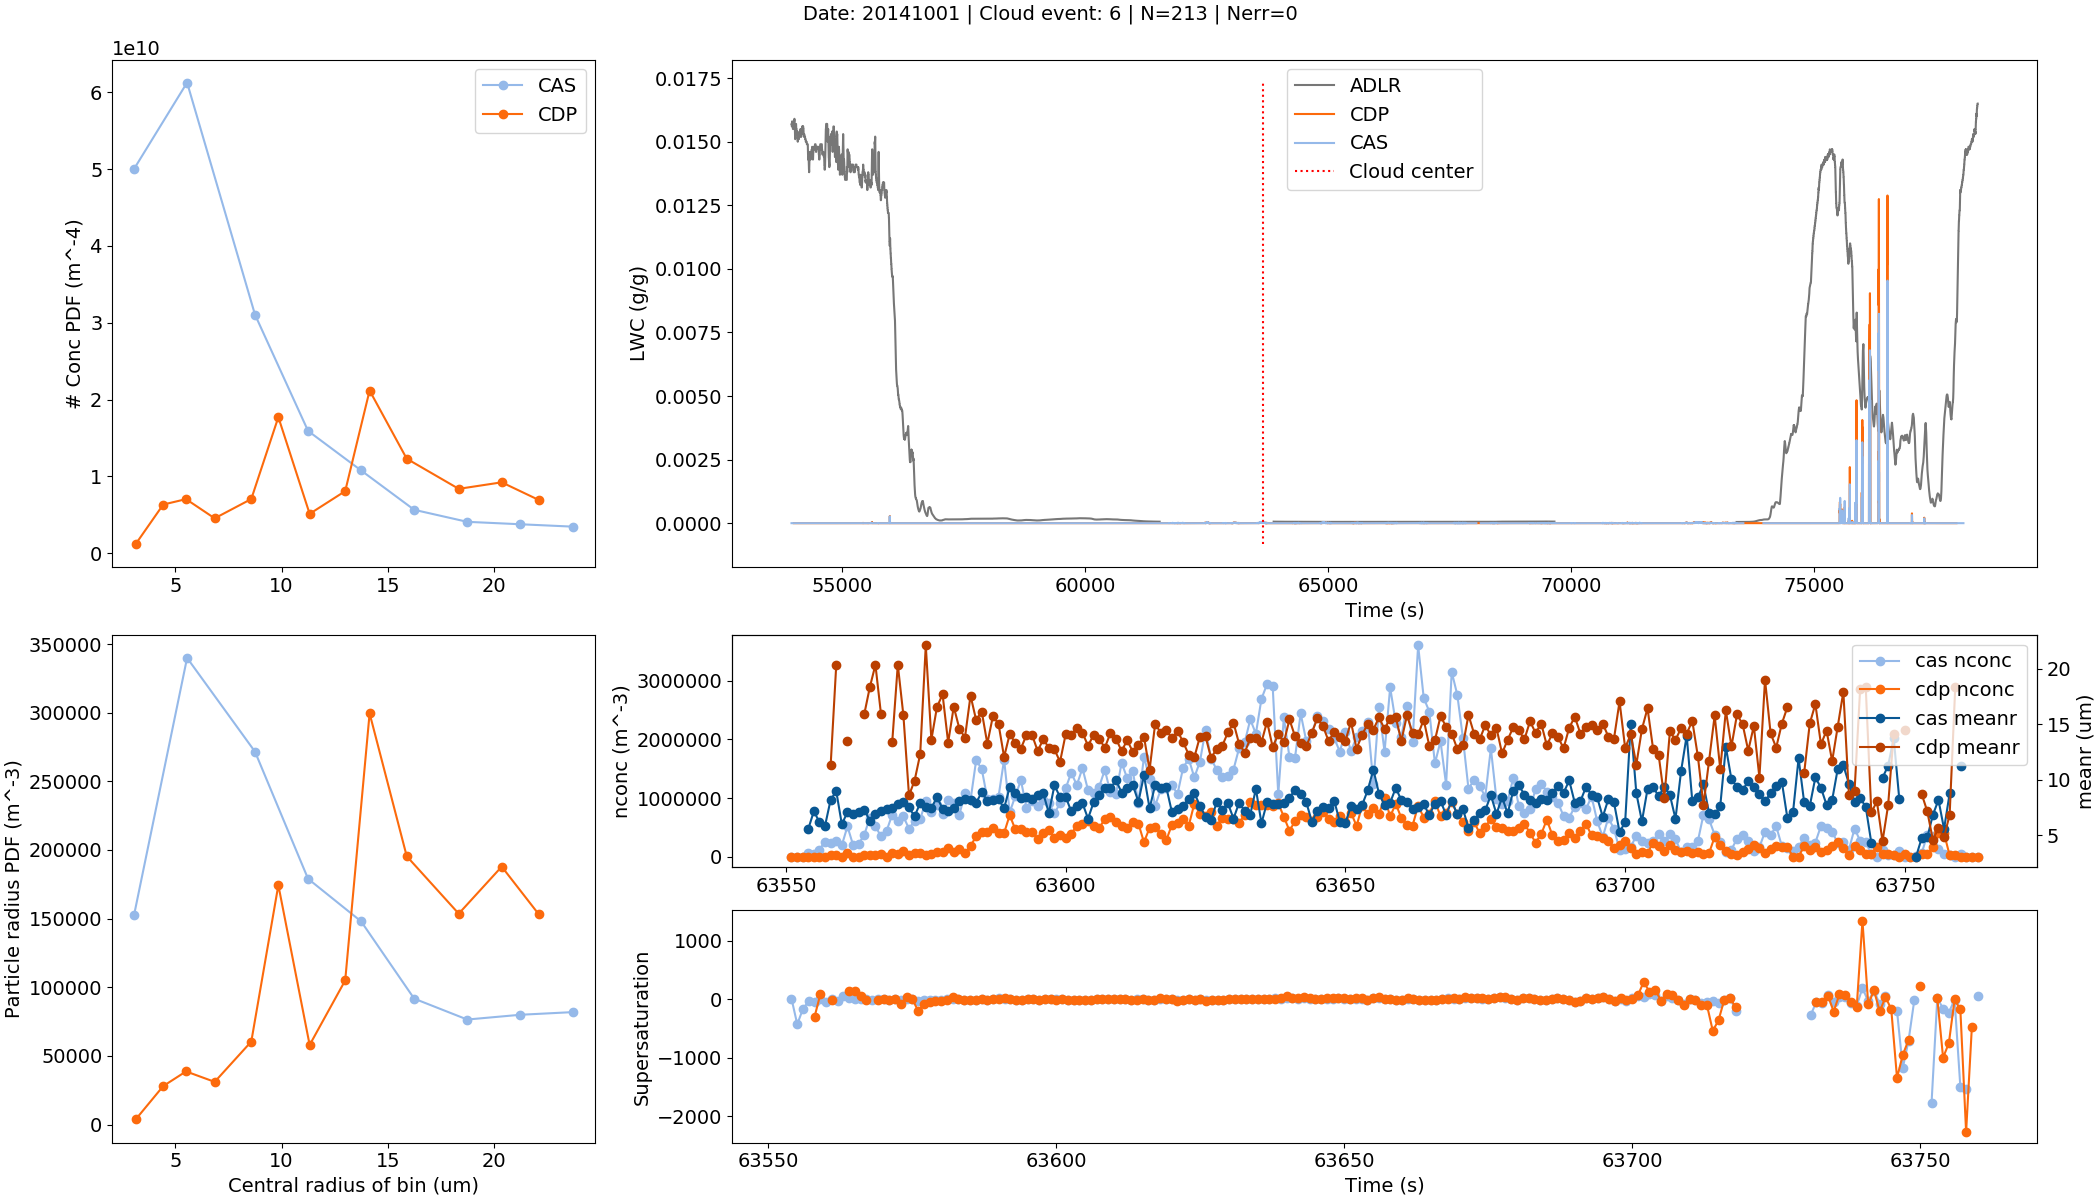 Date: 20141001 | Cloud event: 6 | N=213 | Nerr=0
1e10
CAS
CDP
# Conc PDF (m^-4)
6
5
4
3
2
1
0
5 10 15 20
ADLR
CDP
CAS
Cloud center
LWC (g/g)
0.0175
0.0150
0.0125
0.0100
0.0075
0.0050
0.0025
0.0000
55000 60000 65000 70000 75000
Time (s)
Particle radius PDF (m^-3)
350000
300000
250000
200000
150000
100000
50000
0
5 10 15 20
Central radius of bin (um)
nconc (m^-3)
3000000
2000000
1000000
0
cas nconc
cdp nconc
cas meanr
cdp meanr
20
15
10
5
meanr (um)
63550 63600 63650 63700 63750
Supersaturation
1000
0
−1000
−2000
63550 63600 63650 63700 63750
Time (s)